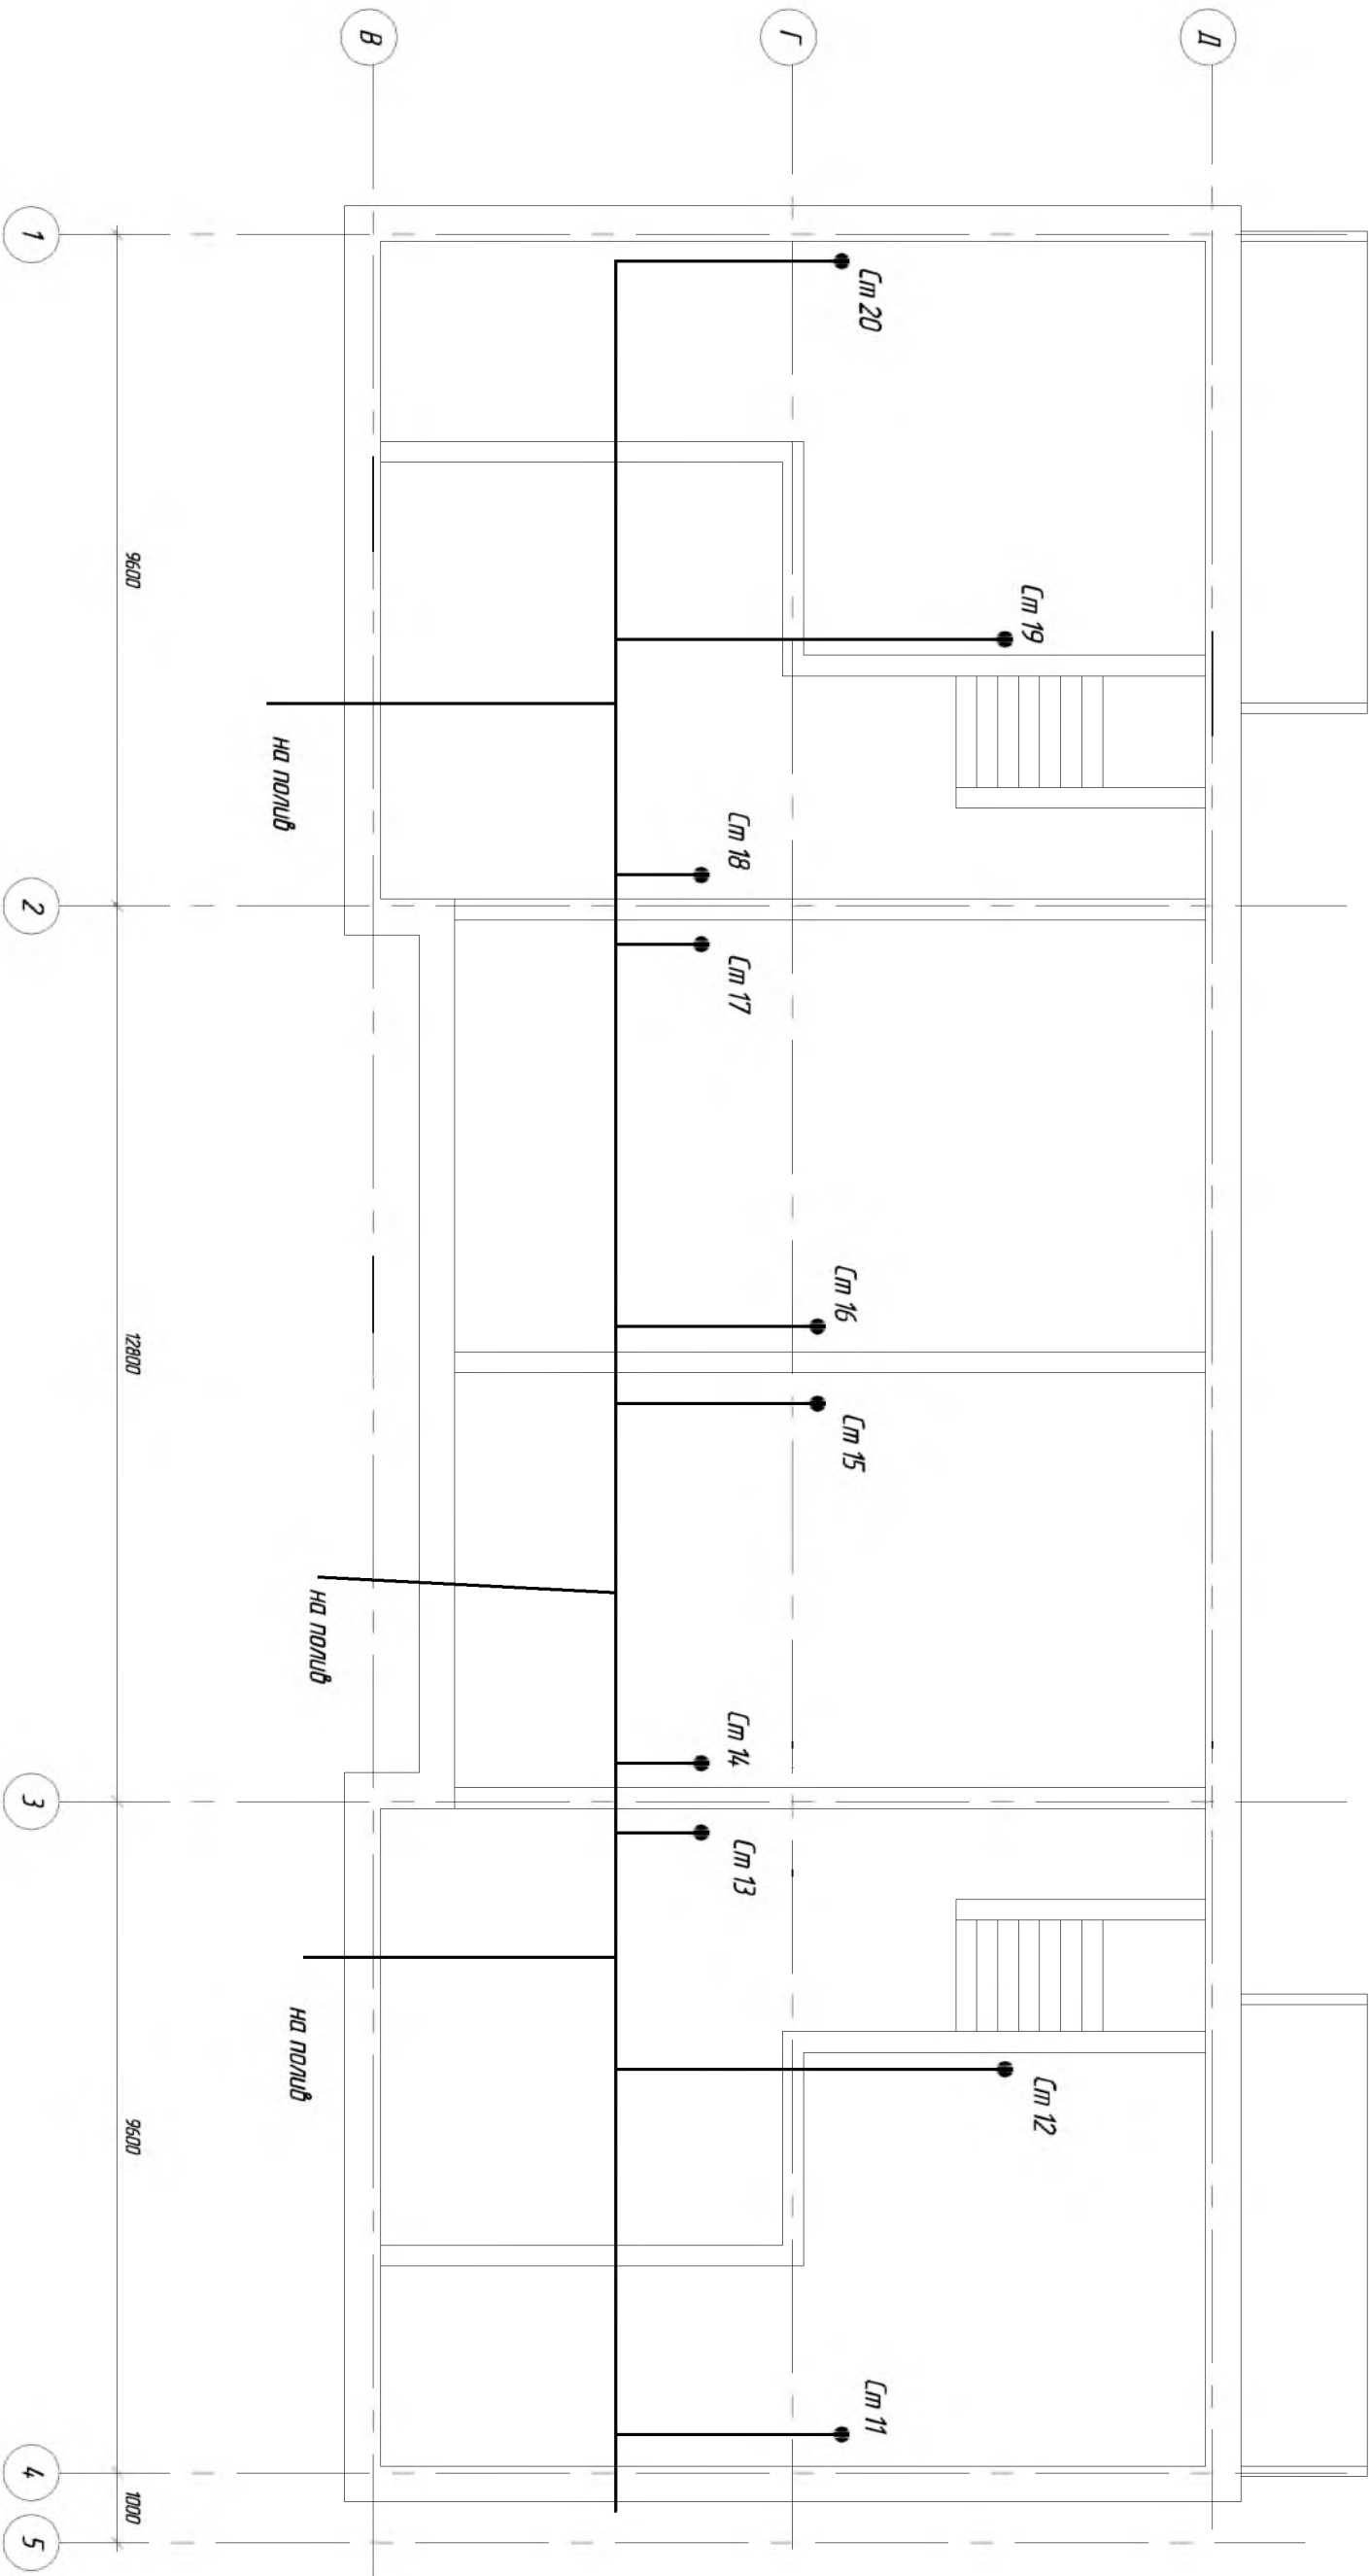 В
Г
Д
1
Ст 20
9600
Ст 19
на полив
Ст 18
2
Ст 17
Ст 16
12800
Ст 15
на полив
Ст 14
3
Ст 13
на полив
Ст 12
9600
Ст 11
4
1000
5